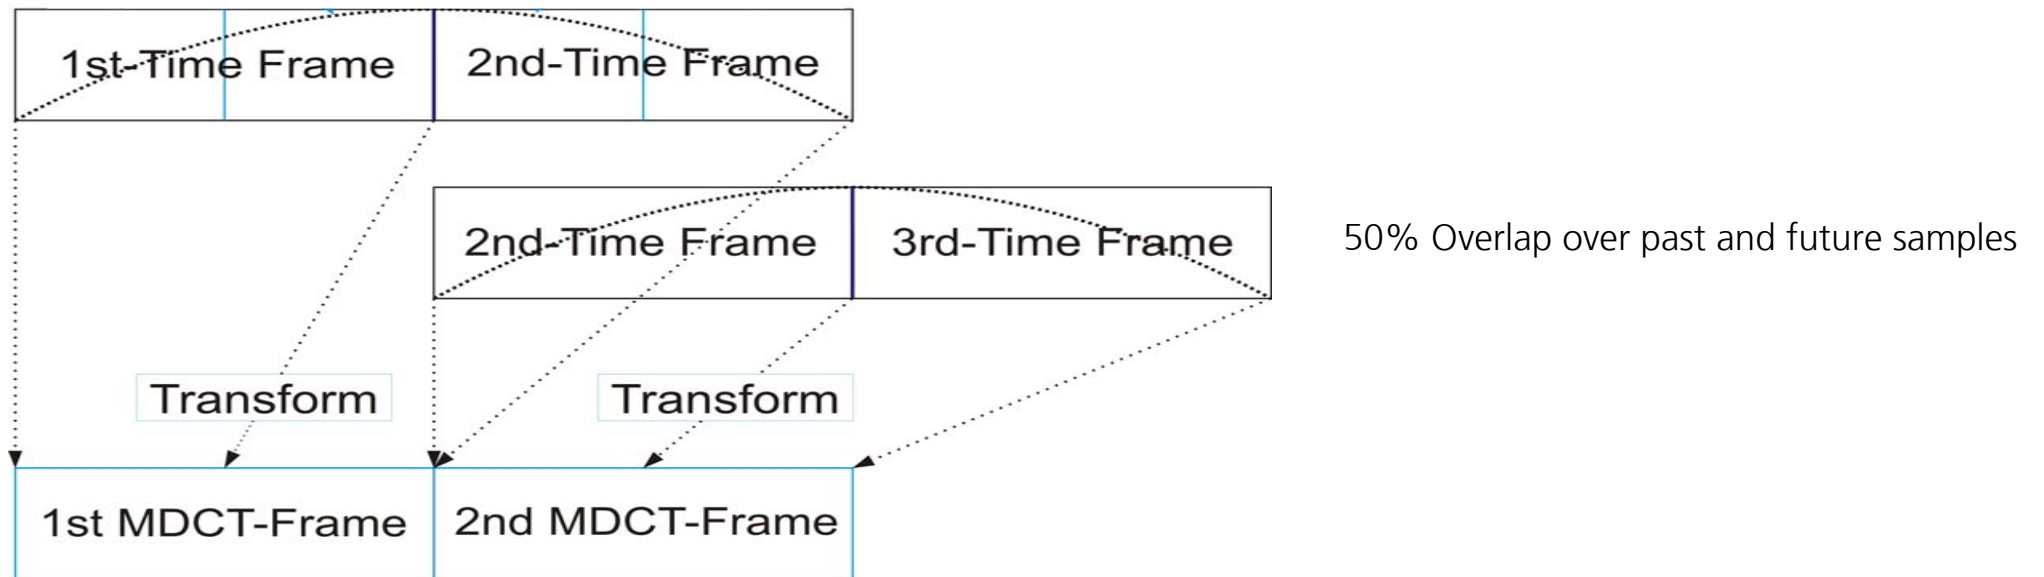 1st-Time Frame
2nd-Time Frame
2nd-Time Frame
3rd-Time Frame
50% Overlap over past and future samples
Transform
Transform
1st MDCT-Frame
2nd MDCT-Frame